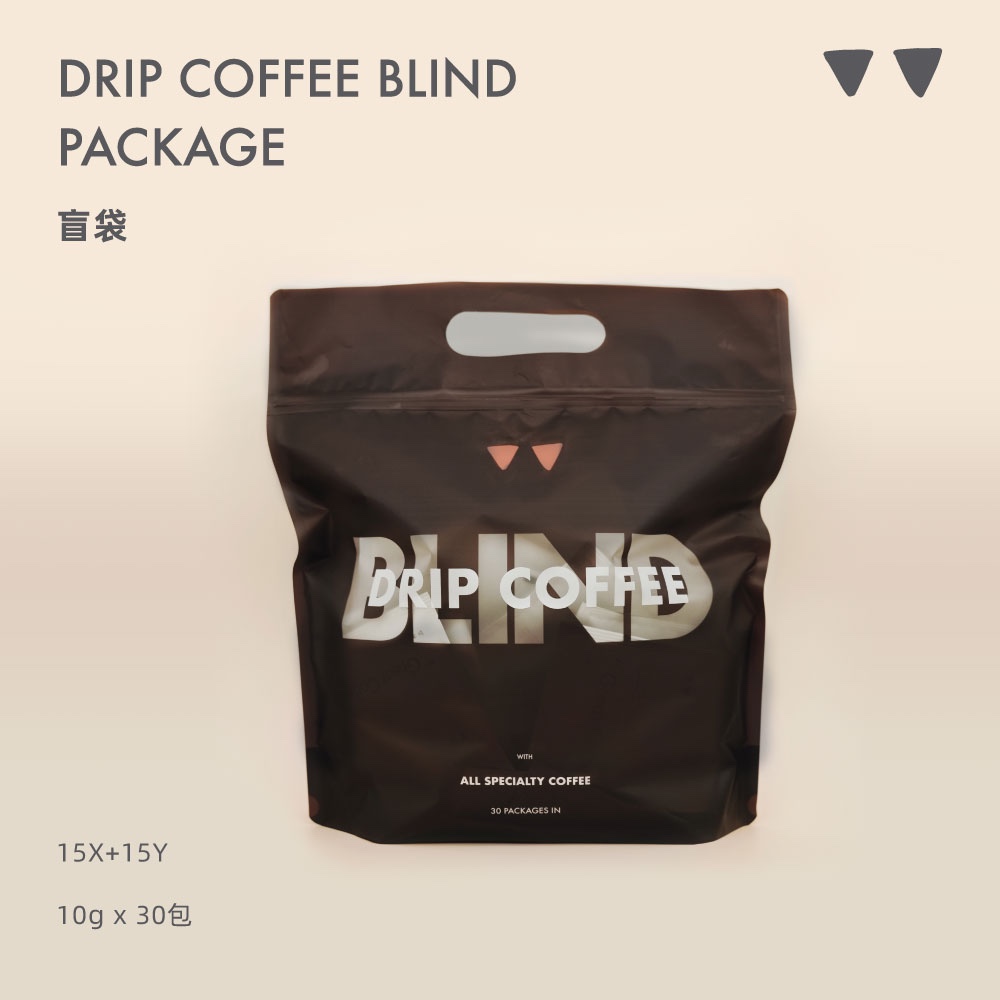 DRIP COFFEE BLIND
PACKAGE
盲袋
BLIND
DRIP COFFEE
WITH
ALL SPECIALTY COFFEE
30 PACKAGES IN
15X+15Y
10g x 30包